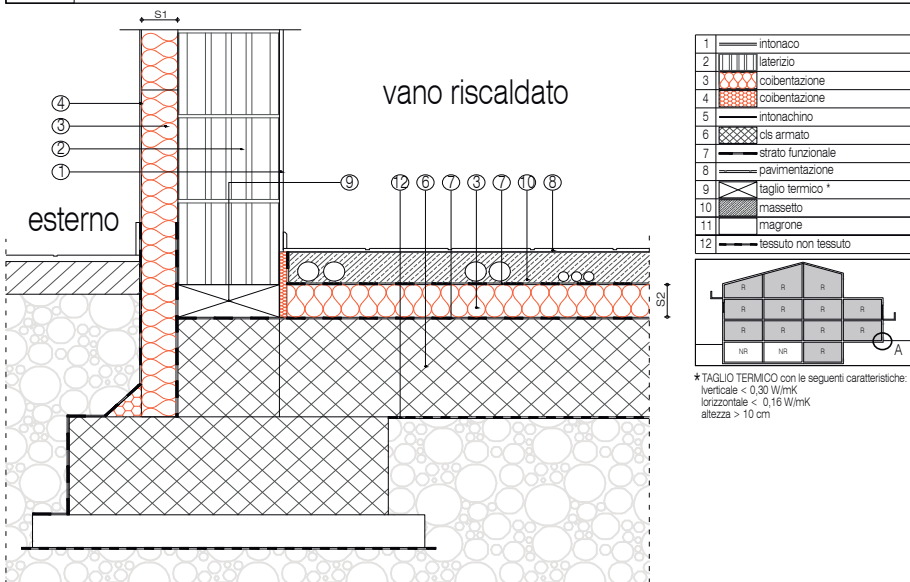 S1
vano riscaldato
esterno
4
3
2
1
9
12
6
7
3
7
10
8
S2
1 intonaco
2 laterizio
3 coibentazione
4 coibentazione
5 intonachino
6 cls armato
7 strato funzionale
8 pavimentazione
9 taglio termico *
10 massetto
11 magrone
12 tessuto non tessuto
R R R
R R R R
R R R R
NR NR R
A
* TAGLIO TERMICO con le seguenti caratteristiche:
lverticale < 0,30 W/mK
lorizzontale < 0,16 W/mK
altezza > 10 cm